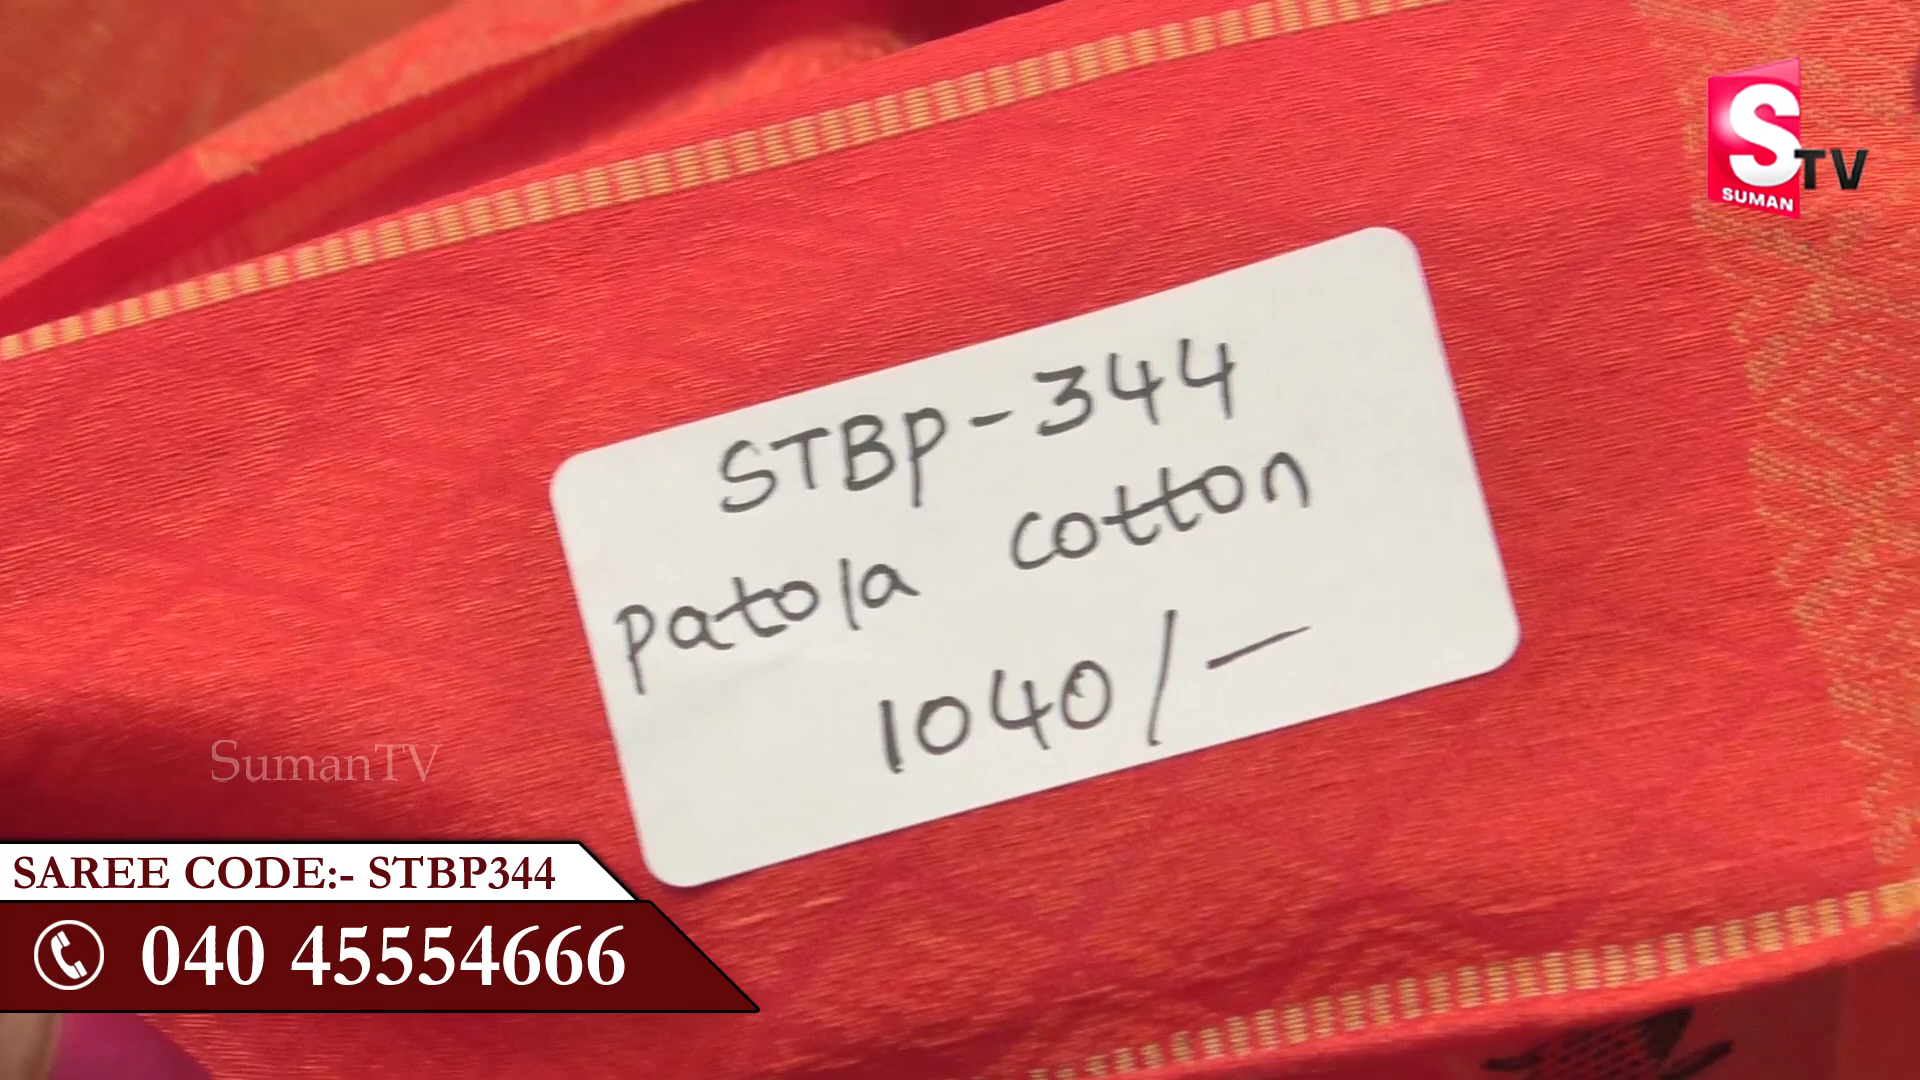 S TV
SUMAN
STBP-344
patola cotton
1040/-
SumanTV
SAREE CODE:- STBP344
040 45554666